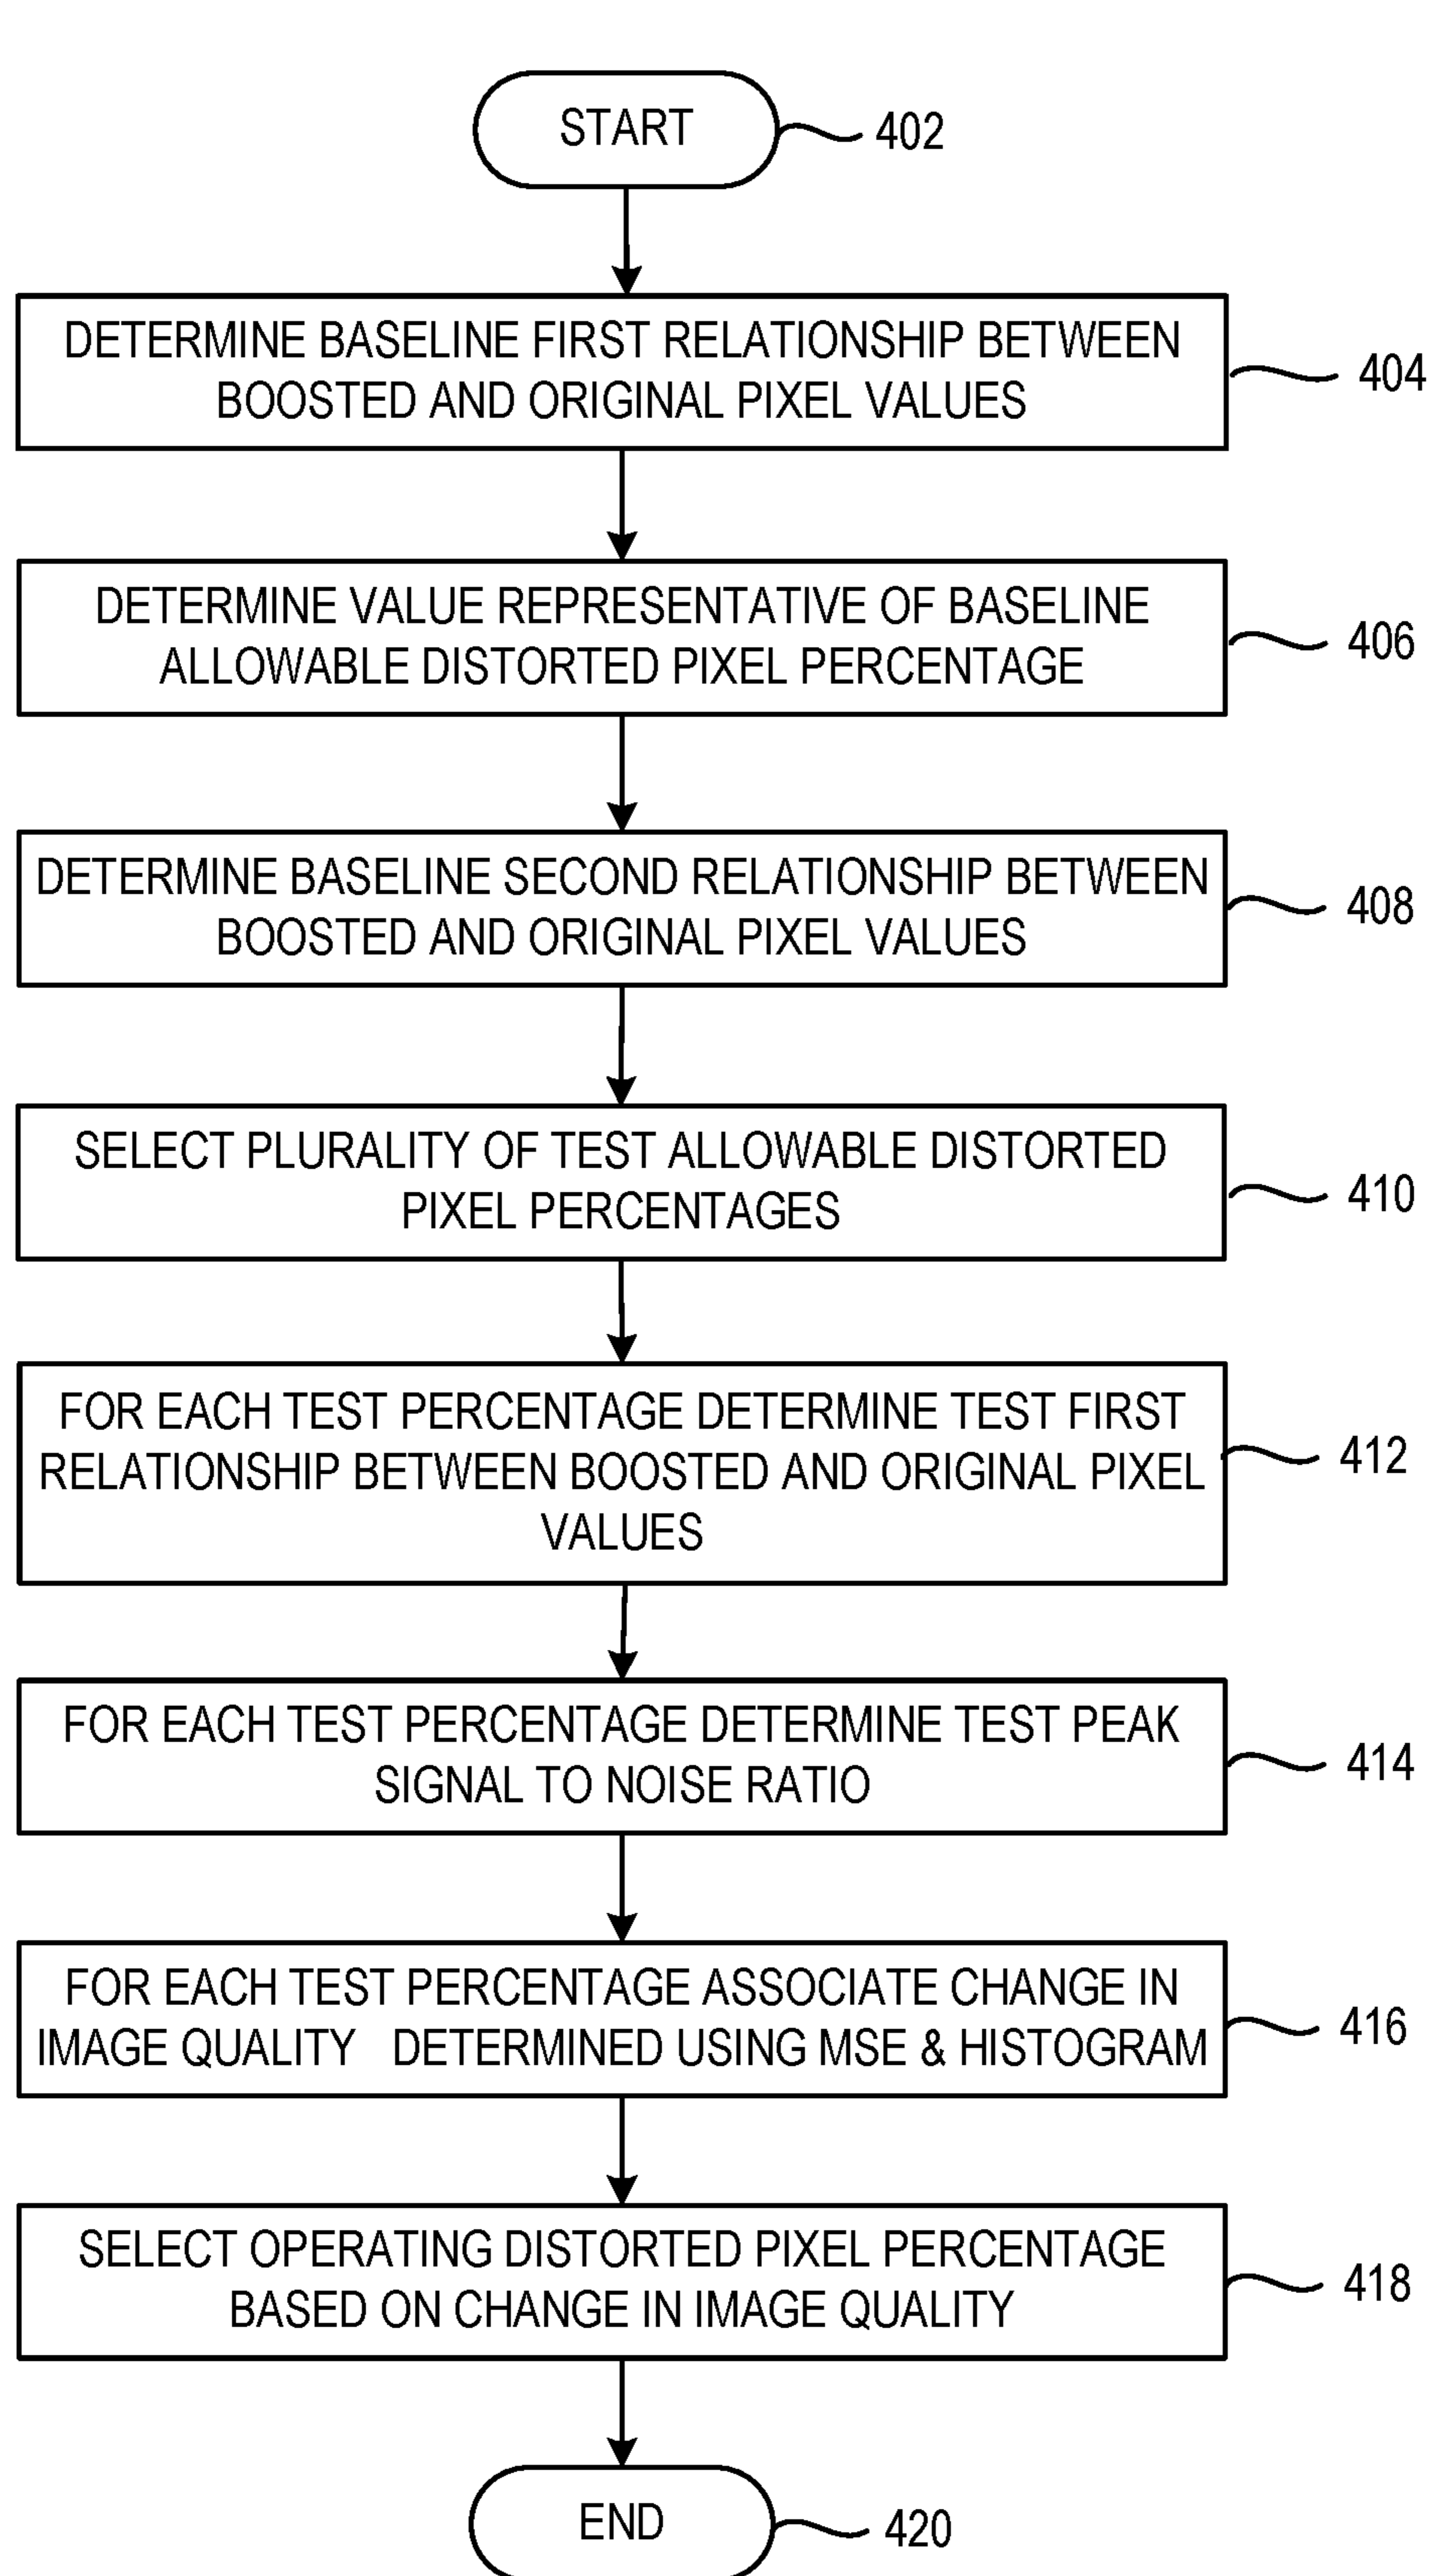 START
402
DETERMINE BASELINE FIRST RELATIONSHIP BETWEEN
BOOSTED AND ORIGINAL PIXEL VALUES
404
DETERMINE VALUE REPRESENTATIVE OF BASELINE
ALLOWABLE DISTORTED PIXEL PERCENTAGE
406
DETERMINE BASELINE SECOND RELATIONSHIP BETWEEN
BOOSTED AND ORIGINAL PIXEL VALUES
408
SELECT PLURALITY OF TEST ALLOWABLE DISTORTED
PIXEL PERCENTAGES
410
FOR EACH TEST PERCENTAGE DETERMINE TEST FIRST
RELATIONSHIP BETWEEN BOOSTED AND ORIGINAL PIXEL
VALUES
412
FOR EACH TEST PERCENTAGE DETERMINE TEST PEAK
SIGNAL TO NOISE RATIO
414
FOR EACH TEST PERCENTAGE ASSOCIATE CHANGE IN
IMAGE QUALITY DETERMINED USING MSE & HISTOGRAM
416
SELECT OPERATING DISTORTED PIXEL PERCENTAGE
BASED ON CHANGE IN IMAGE QUALITY
418
END
420